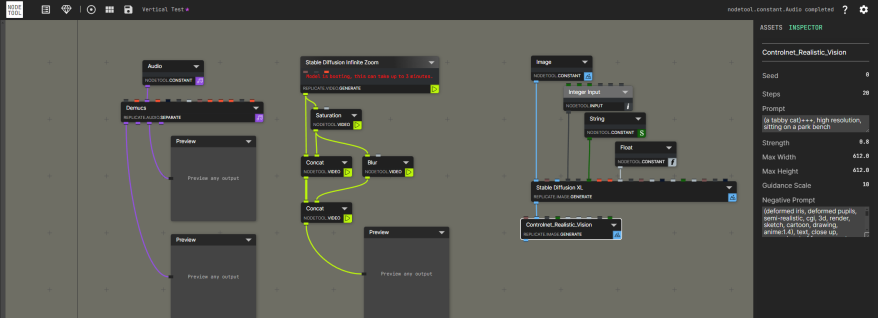 NODE
TOOL
Vertical Test
nodetool.constant.Audio completed
?
ASSETS INSPECTOR
Audio
NODETOOL.CONSTANT
Demucs
REPLICATE.AUDIO.SEPARATE
Preview
Preview any output
Preview
Preview any output
Stable Diffusion Infinite Zoom
Model is booting, this can take up to 3 minutes.
REPLICATE.VIDEO.GENERATE
Saturation
NODETOOL.VIDEO
Concat
NODETOOL.VIDEO
Blur
NODETOOL.VIDEO
Concat
NODETOOL.VIDEO
Preview
Preview any output
Image
NODETOOL.CONSTANT
Integer Input
NODETOOL.INPUT
String
NODETOOL.CONSTANT
S
Float
NODETOOL.CONSTANT
Stable Diffusion XL
REPLICATE.IMAGE.GENERATE
Controlnet_Realistic_Vision
REPLICATE.IMAGE.GENERATE
Controlnet_Realistic_Vision
Seed 0
Steps 20
Prompt
(a tabby cat)+++, high resolution,
sitting on a park bench
Strength 0.8
Max Width 612.0
Max Height 612.0
Guidance Scale 10
Negative Prompt
(deformed iris, deformed pupils,
semi-realistic, cgi, 3d, render,
sketch, cartoon, drawing,
anime:1.4), text, close up,